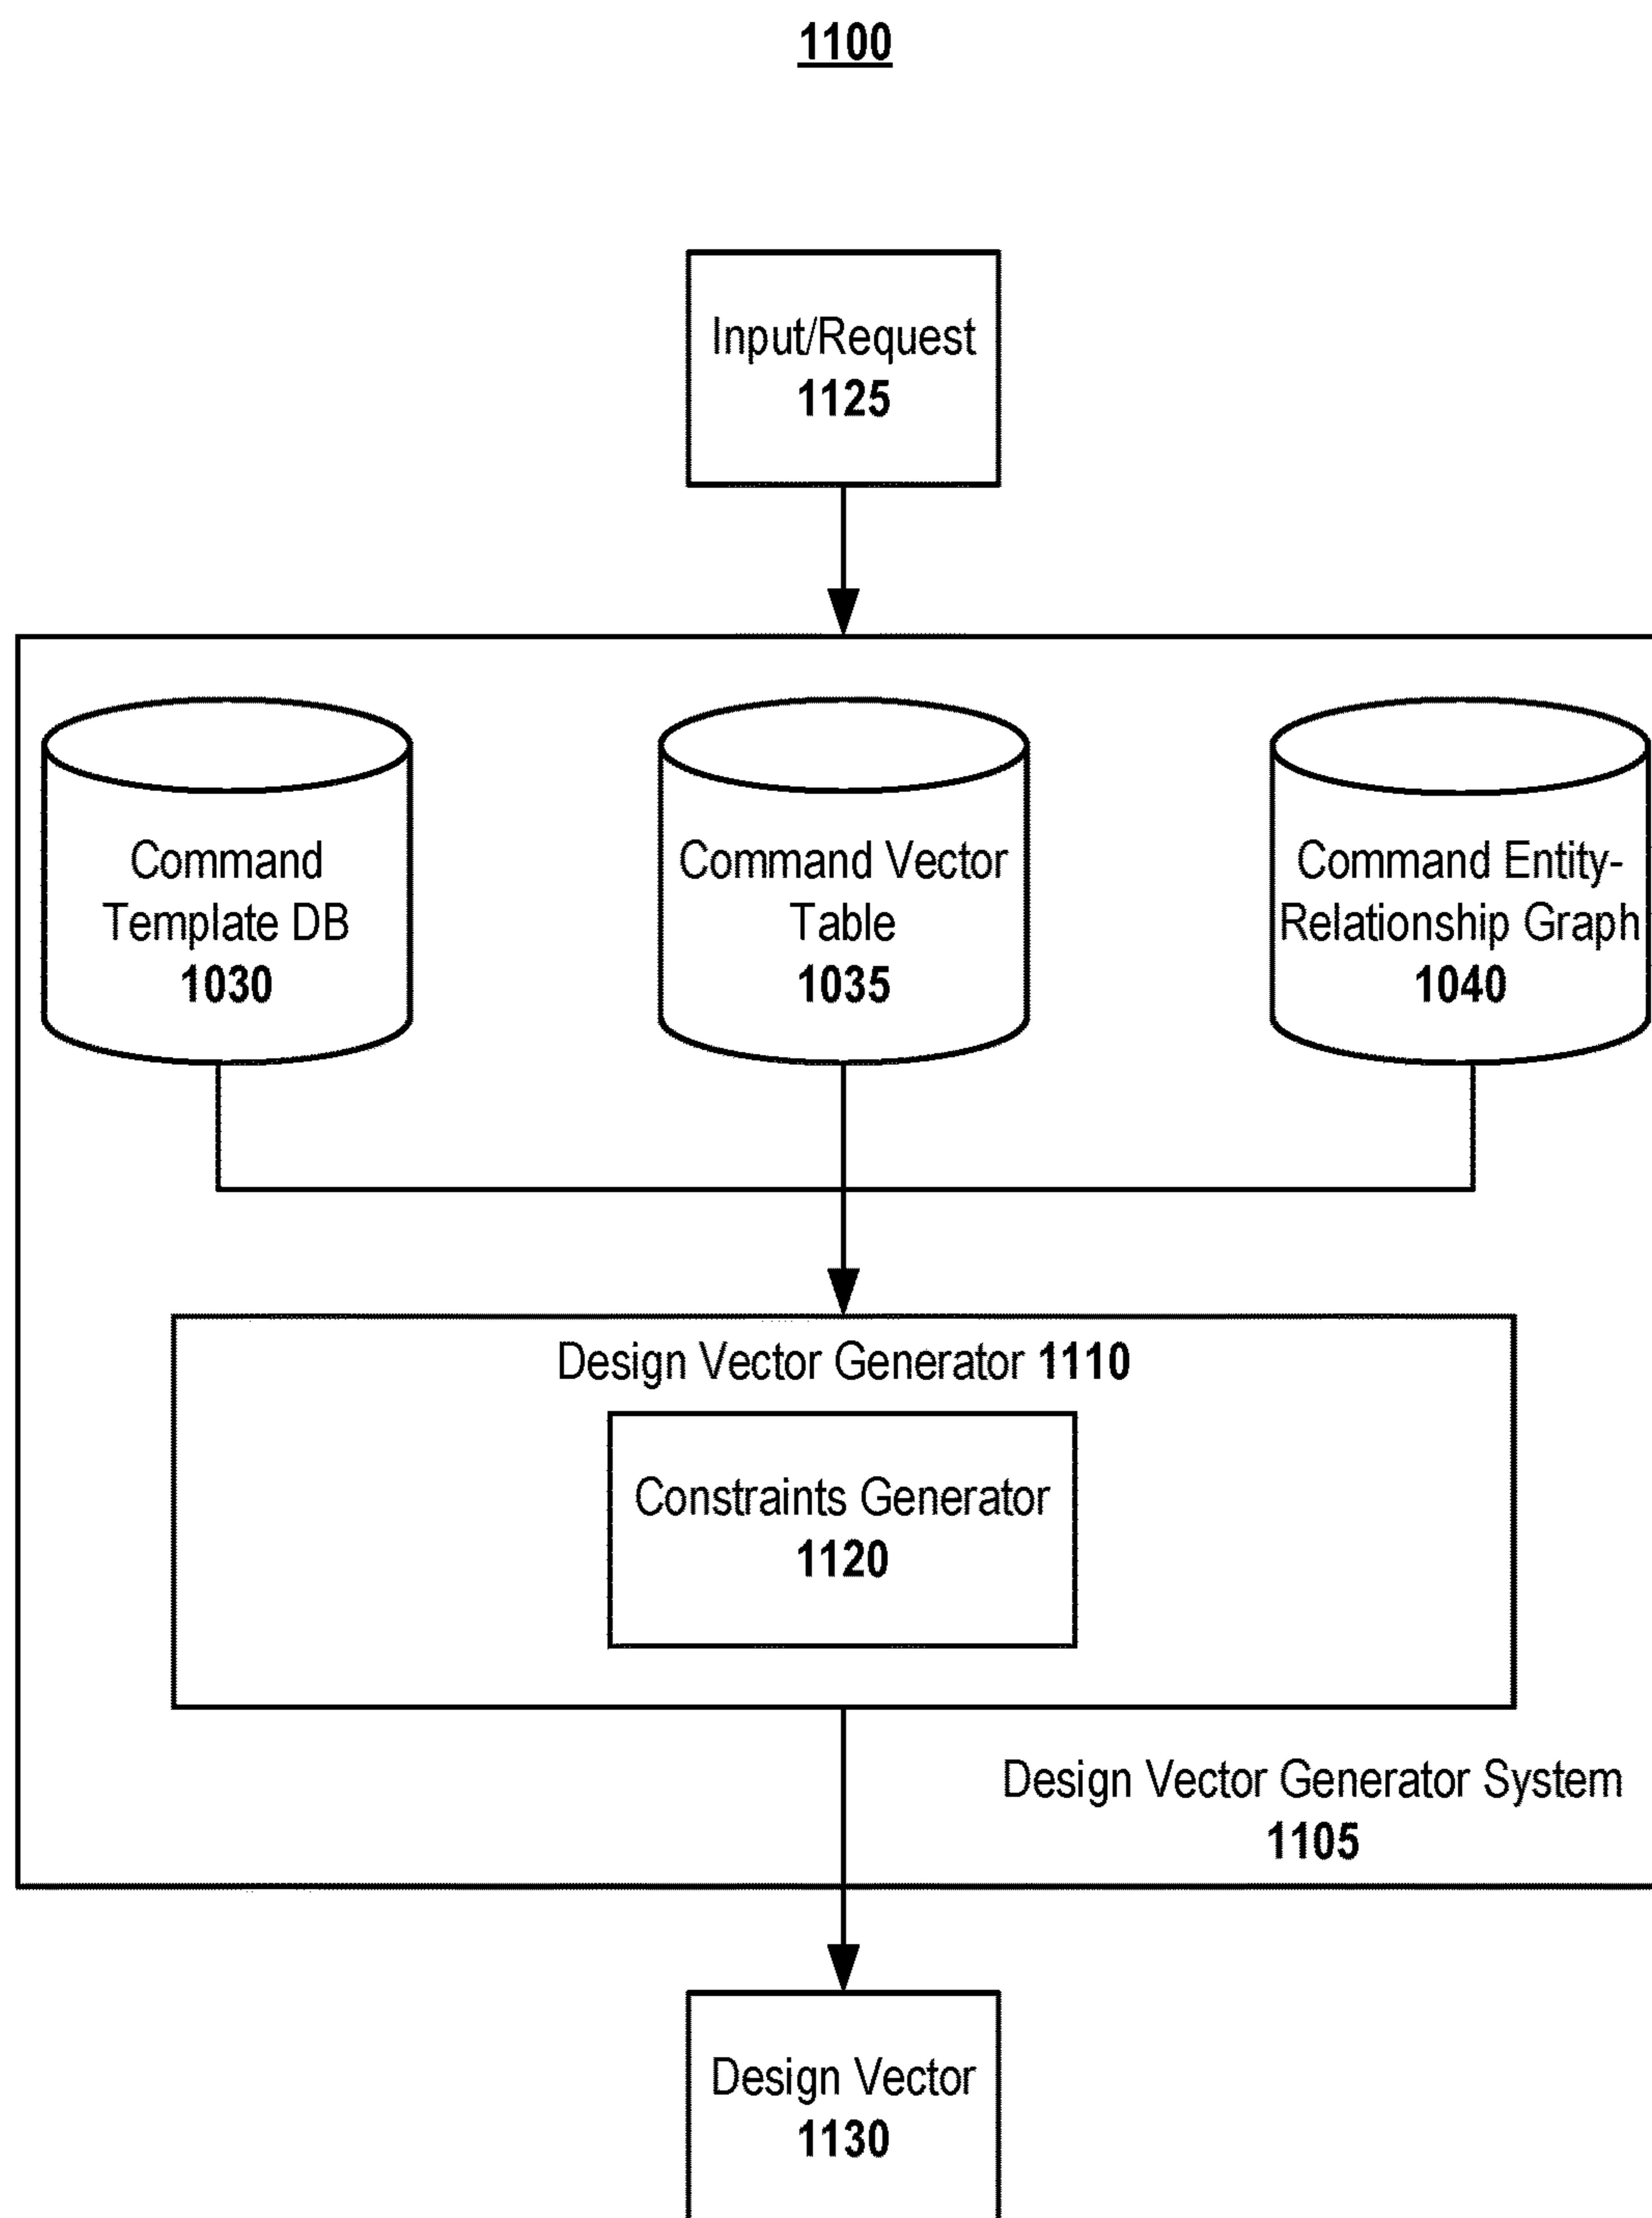 1100
Input/Request
1125
Command
Template DB
1030
Command Vector
Table
1035
Command Entity-
Relationship Graph
1040
Design Vector Generator 1110
Constraints Generator
1120
Design Vector Generator System
1105
Design Vector
1130